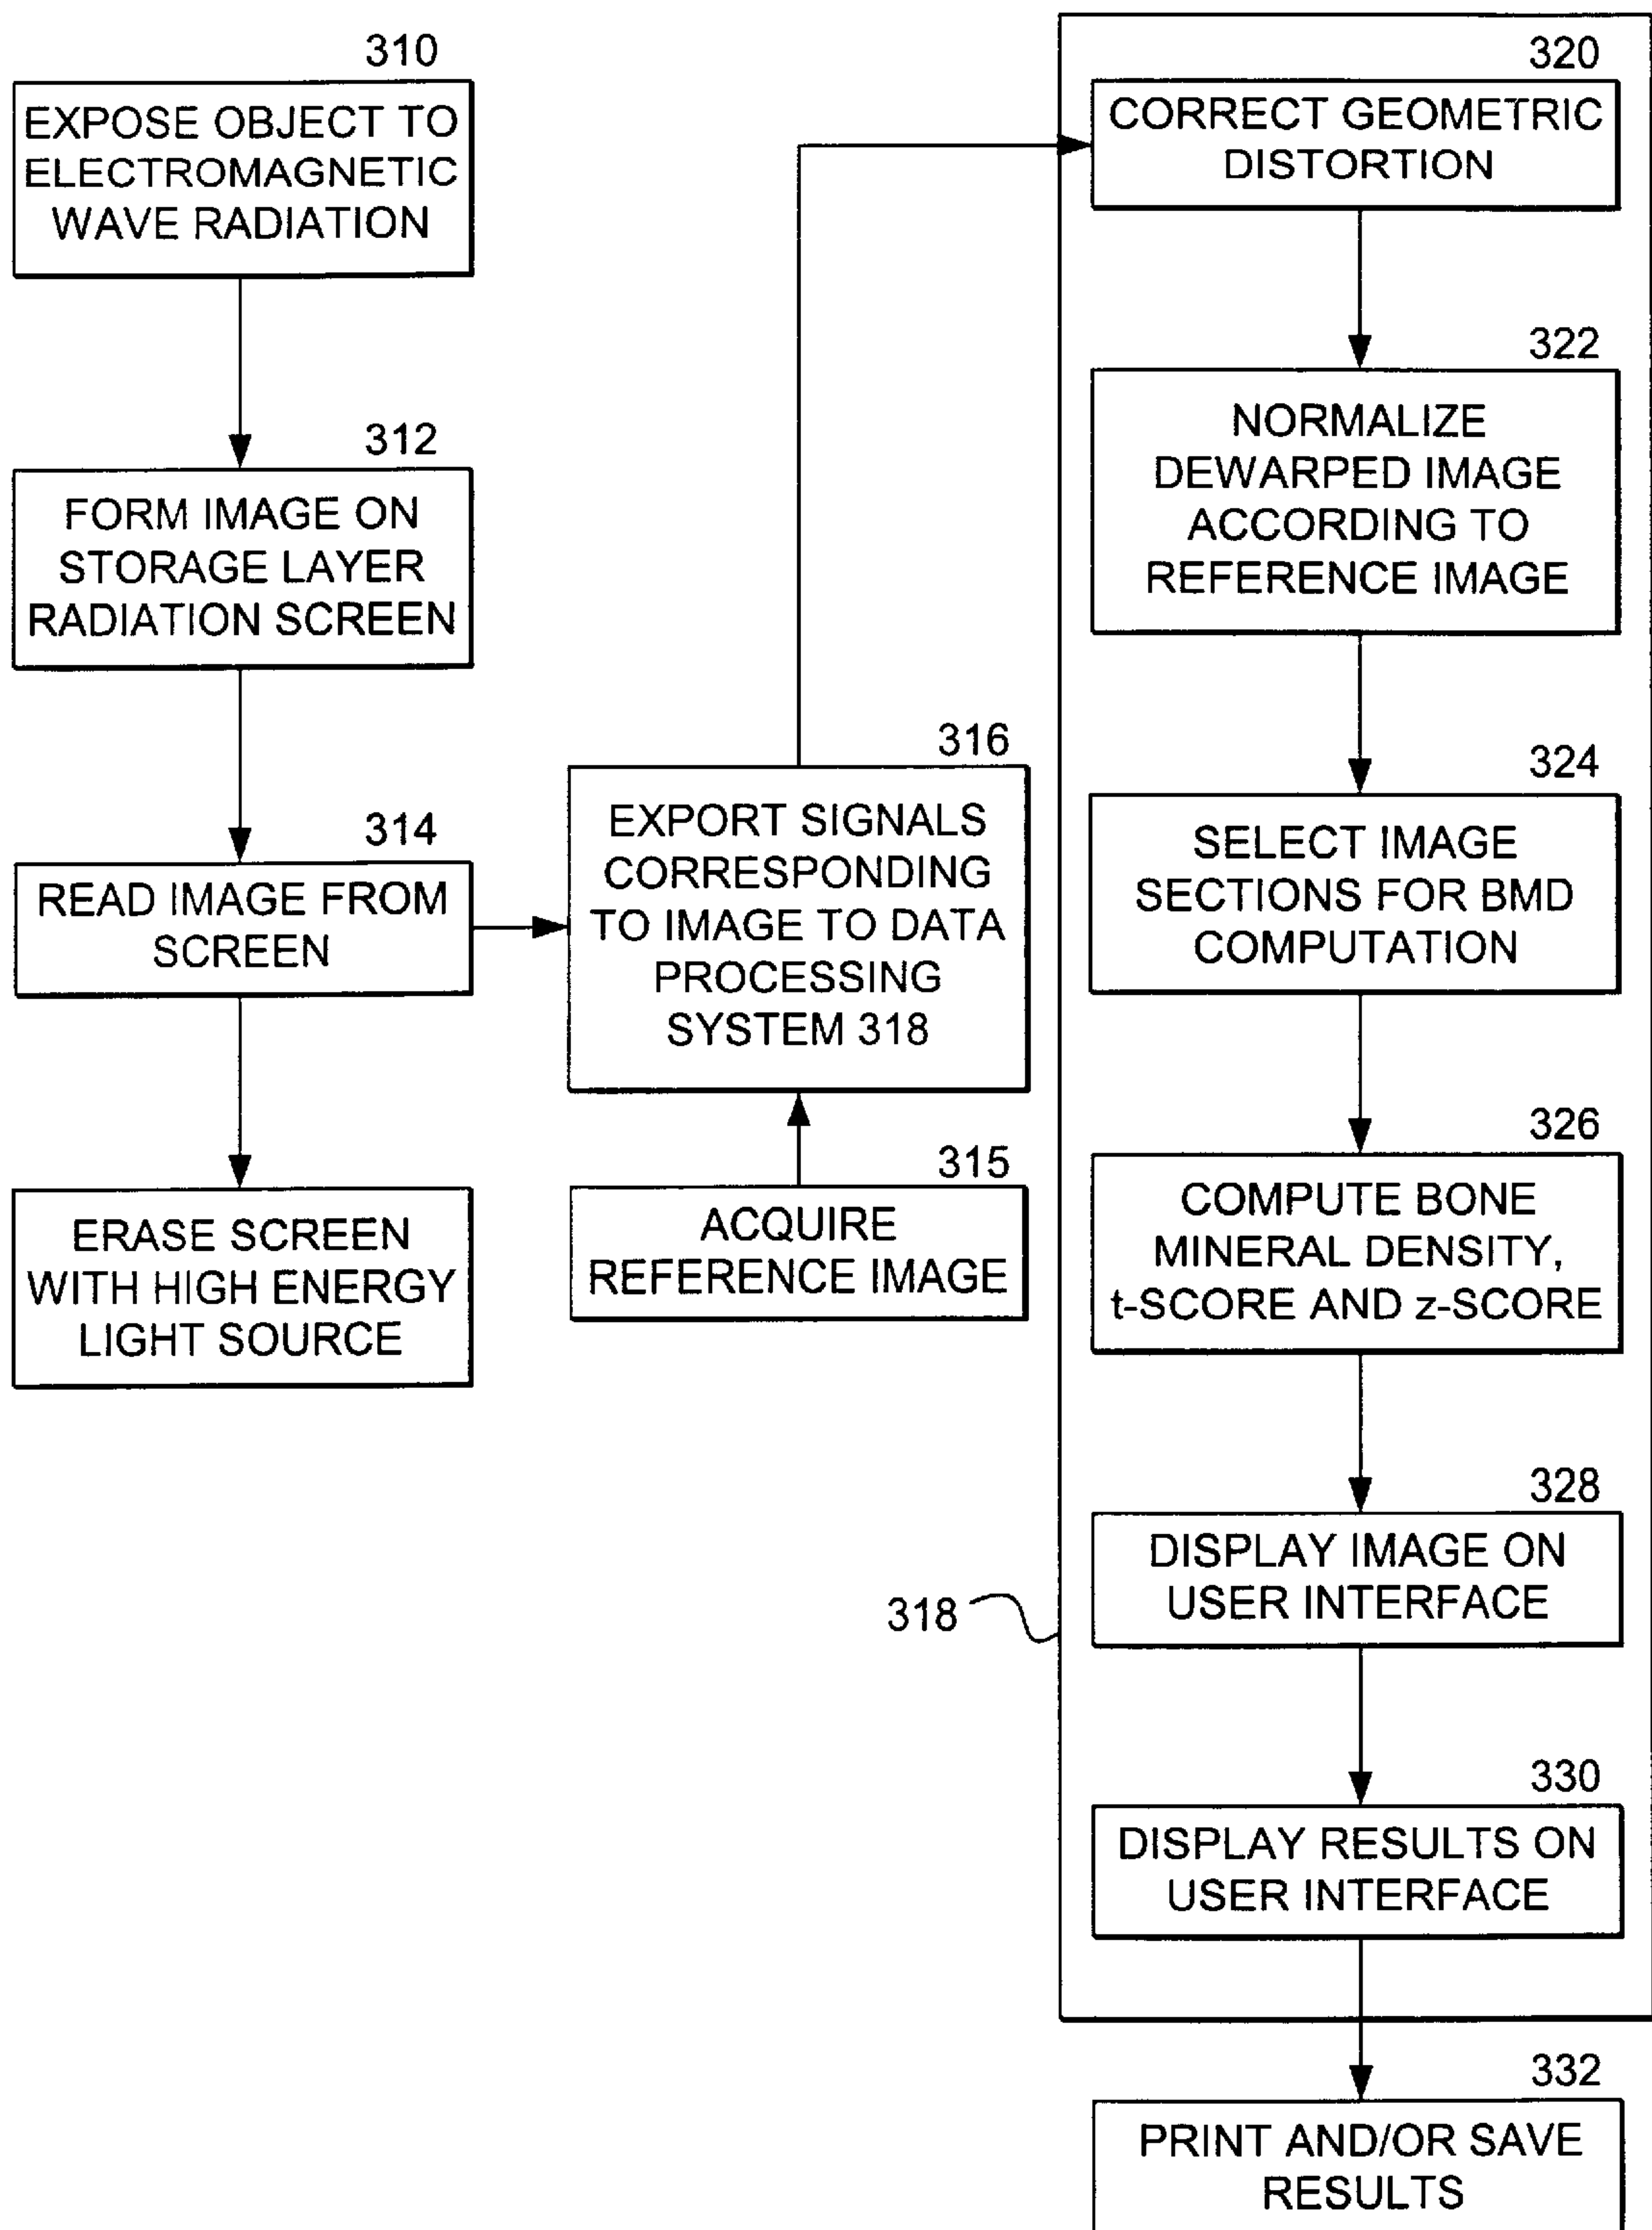 310
EXPOSE OBJECT TO
ELECTROMAGNETIC
WAVE RADIATION
312
FORM IMAGE ON
STORAGE LAYER
RADIATION SCREEN
314
READ IMAGE FROM
SCREEN
ERASE SCREEN
WITH HIGH ENERGY
LIGHT SOURCE
316
EXPORT SIGNALS
CORRESPONDING
TO IMAGE TO DATA
PROCESSING
SYSTEM 318
315
ACQUIRE
REFERENCE IMAGE
318
320
CORRECT GEOMETRIC
DISTORTION
322
NORMALIZE
DEWARPED IMAGE
ACCORDING TO
REFERENCE IMAGE
324
SELECT IMAGE
SECTIONS FOR BMD
COMPUTATION
326
COMPUTE BONE
MINERAL DENSITY,
t-SCORE AND z-SCORE
328
DISPLAY IMAGE ON
USER INTERFACE
330
DISPLAY RESULTS ON
USER INTERFACE
332
PRINT AND/OR SAVE
RESULTS